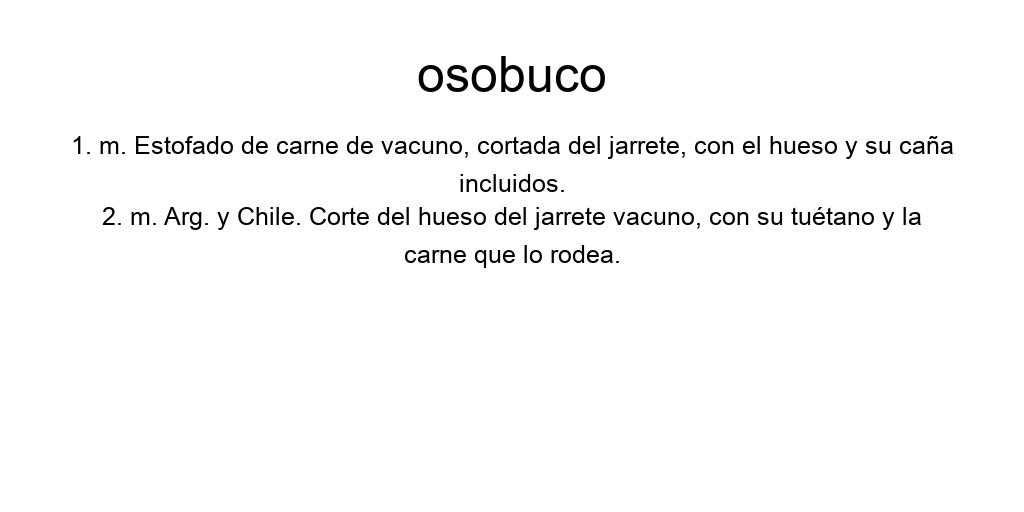 osobuco
1. m. Estofado de carne de vacuno, cortada del jarrete, con el hueso y su caña
incluidos.
2. m. Arg. y Chile. Corte del hueso del jarrete vacuno, con su tuétano y la
carne que lo rodea.